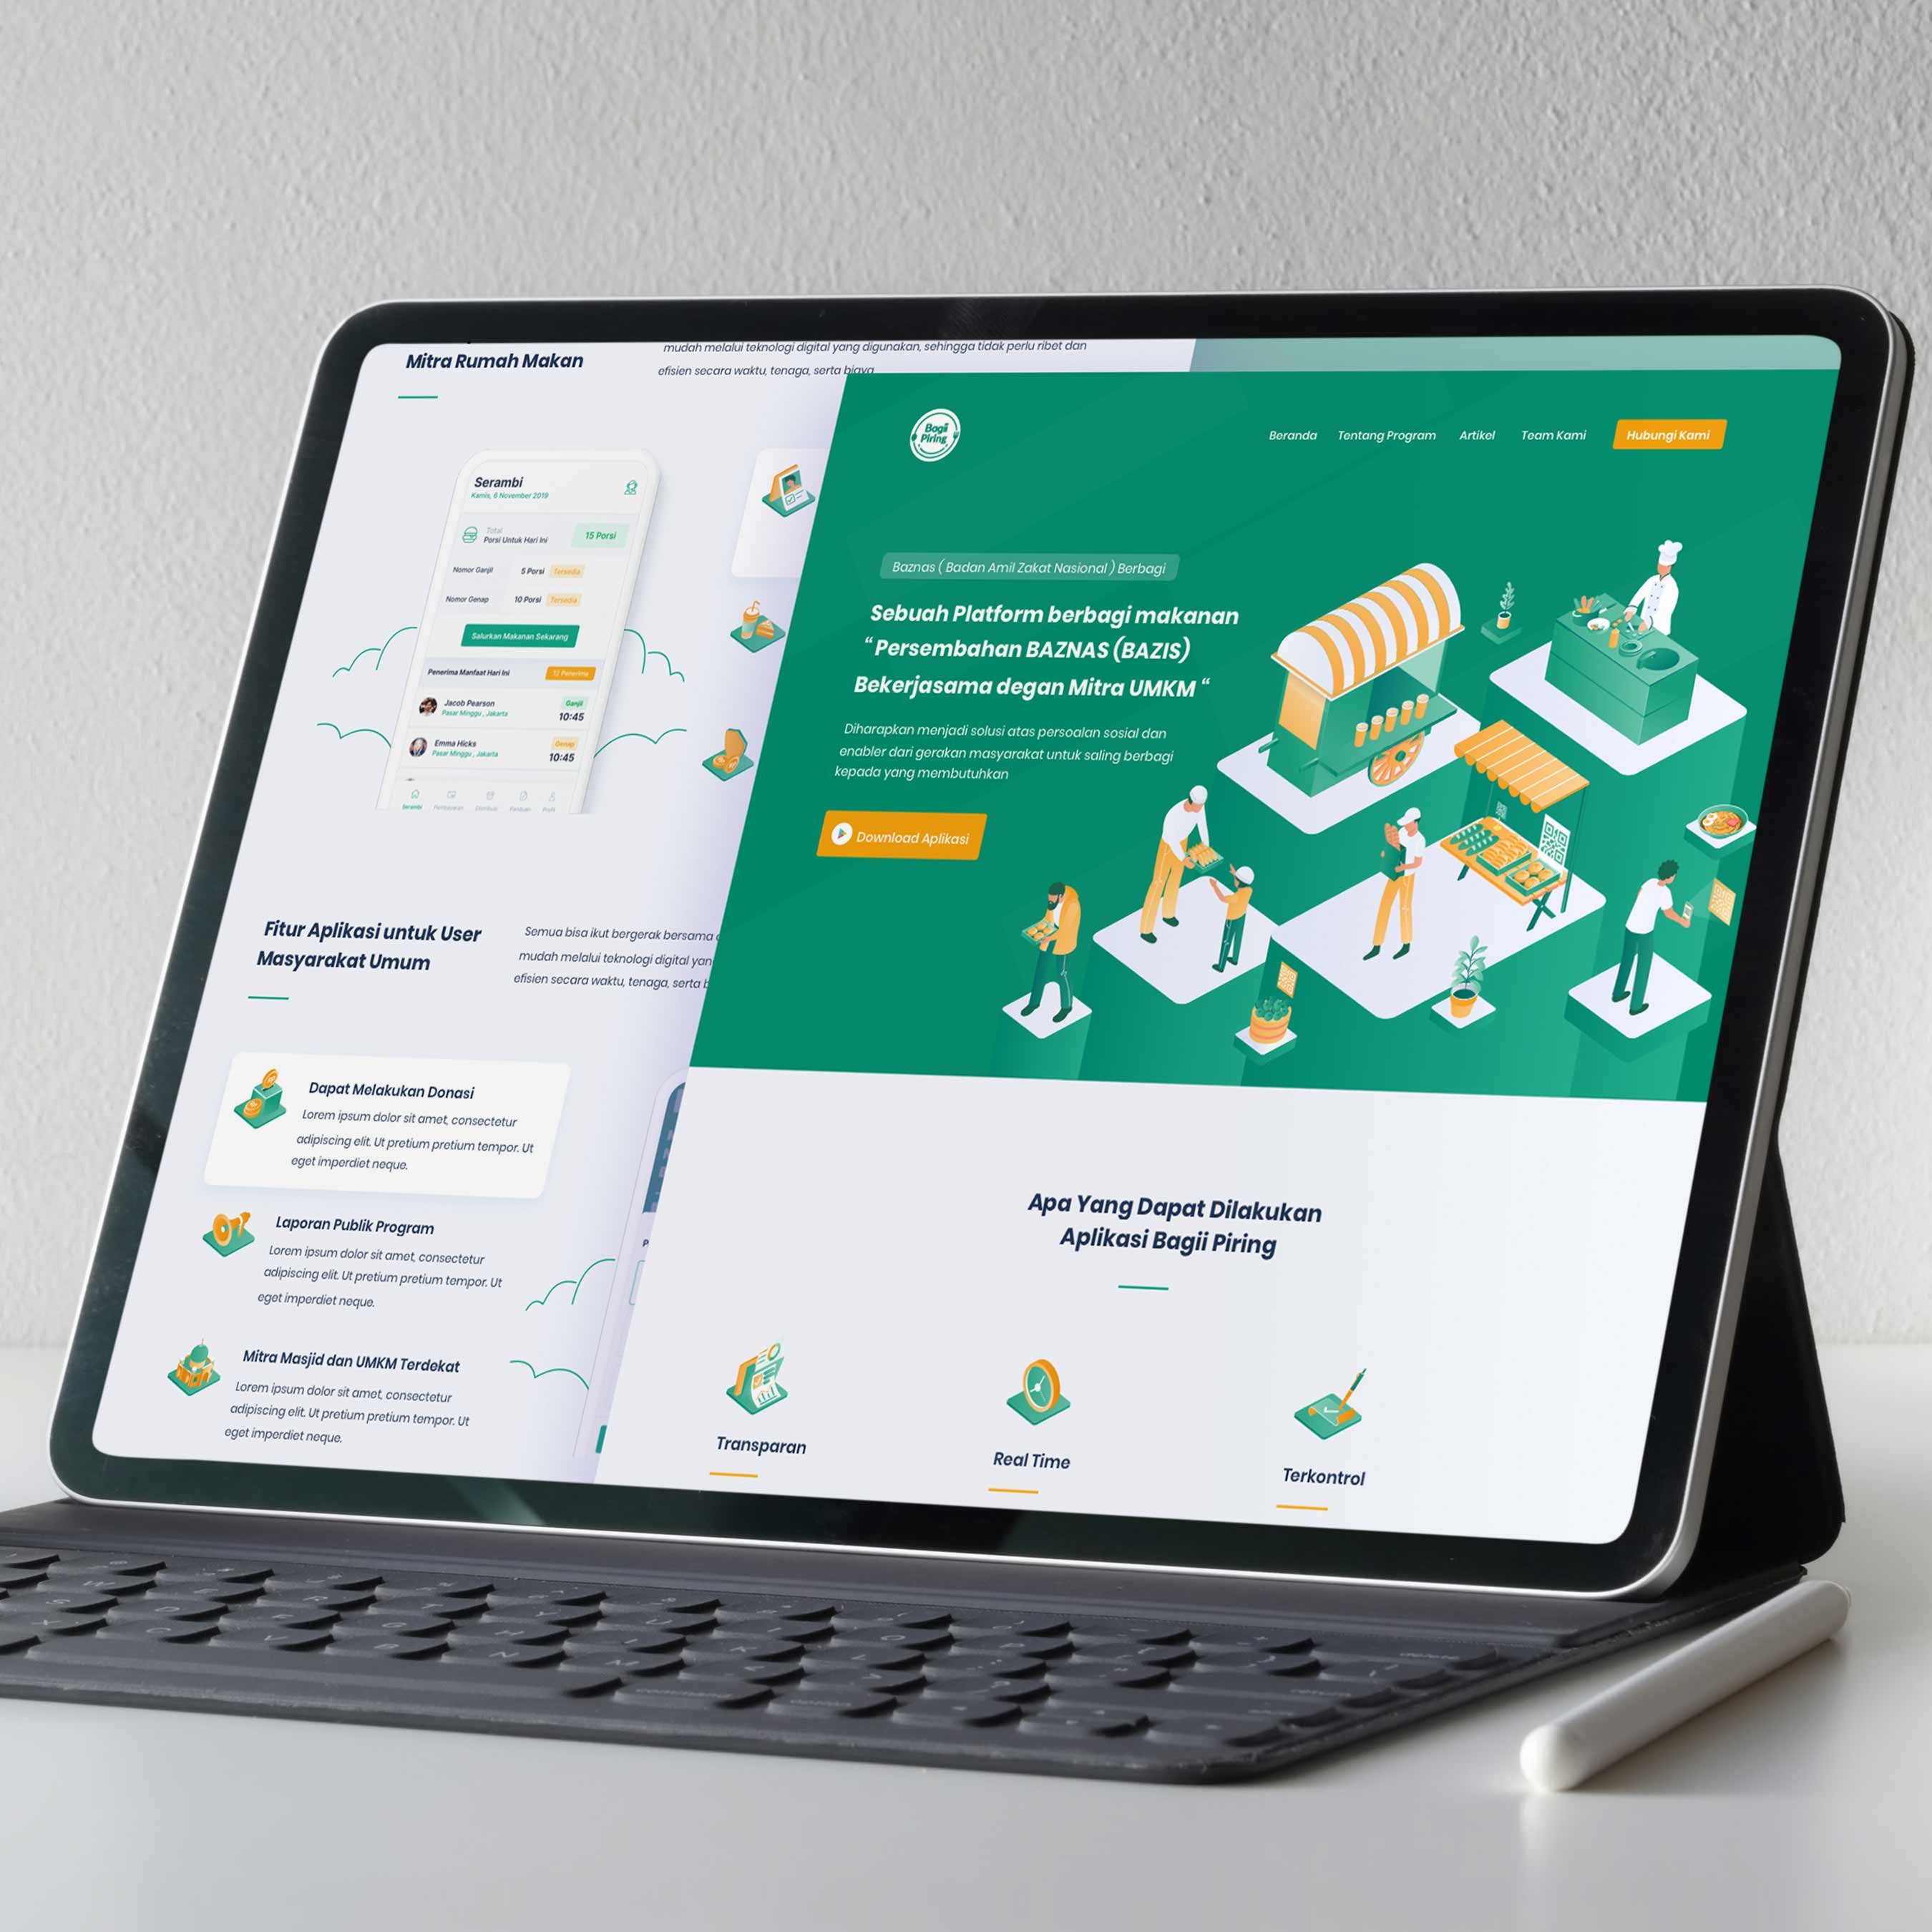 Mitra Rumah Makan
mudah melalui teknologi digital yang digunakan, sehingga tidak perlu ribet dan
efisien secara waktu, tenaga, serta biaya
Serambi
Kamis, 6 November 2019
Total
Porsi Untuk Hari Ini
15 Porsi
Nomor Ganjil
5 Porsi
Tersedia
Nomor Genap
10 Porsi
Tersedia
Salurkan Makanan Sekarang
Penerima Manfaat Hari Ini
12 Penerima
Jacob Pearson
Pasar Minggu , Jakarta
Ganjil
10:45
Emma Hicks
Pasar Minggu , Jakarta
Genap
10:45
Serambi
Fitur Aplikasi untuk User
Masyarakat Umum
Semua bisa ikut bergerak bersama
mudah melalui teknologi digital yan
efisien secara waktu, tenaga, serta b
Dapat Melakukan Donasi
Lorem ipsum dolor sit amet, consectetur
adipiscing elit. Ut pretium pretium tempor. Ut
eget imperdiet neque.
Laporan Publik Program
Lorem ipsum dolor sit amet, consectetur
adipiscing elit. Ut pretium pretium tempor. Ut
eget imperdiet neque.
Mitra Masjid dan UMKM Terdekat
Lorem ipsum dolor sit amet, consectetur
adipiscing elit. Ut pretium pretium tempor. Ut
eget imperdiet neque.
Bagii
Piring
Beranda
Tentang Program
Artikel
Team Kami
Hubungi Kami
Baznas ( Badan Amil Zakat Nasional ) Berbagi
Sebuah Platform berbagi makanan
“ Persembahan BAZNAS (BAZIS)
Bekerjasama degan Mitra UMKM “
Diharapkan menjadi solusi atas persoalan sosial dan
enabler dari gerakan masyarakat untuk saling berbagi
kepada yang membutuhkan
Download Aplikasi
Apa Yang Dapat Dilakukan
Aplikasi Bagii Piring
Transparan
Real Time
Terkontrol